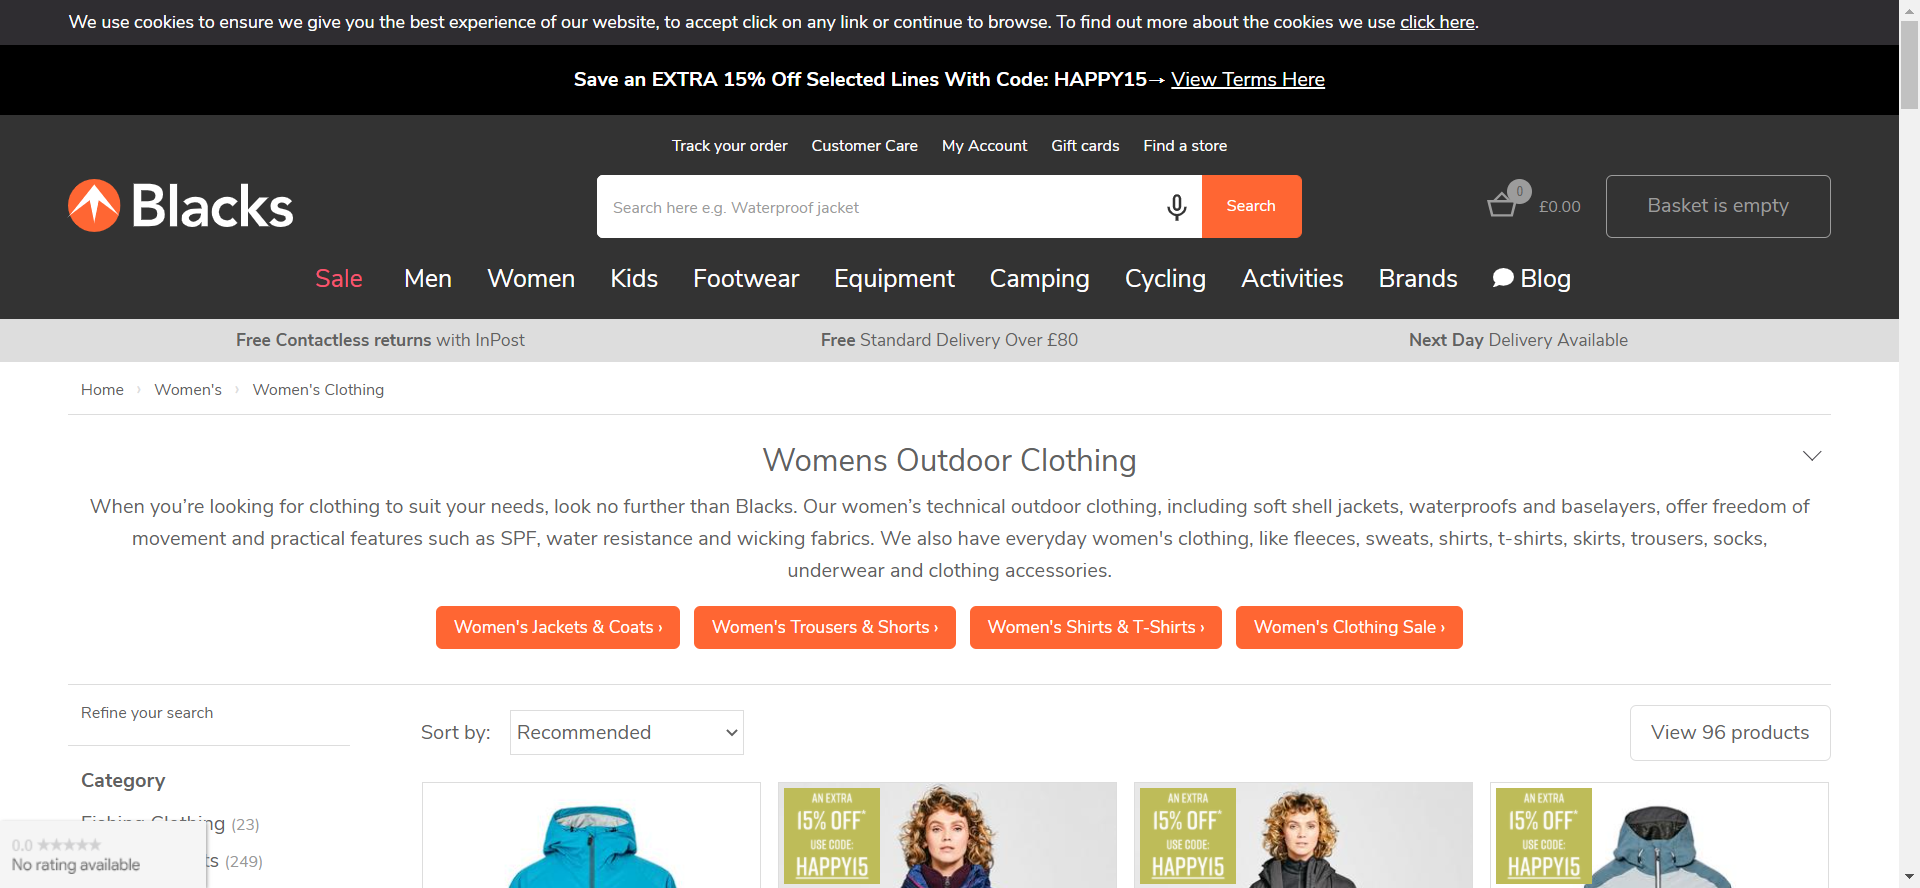 We use cookies to ensure we give you the best experience of our website, to accept click on any link or continue to browse. To find out more about the cookies we use click here.
Save an EXTRA 15% Off Selected Lines With Code: HAPPY15→ View Terms Here
Track your order Customer Care My Account Gift cards Find a store
Blacks
Search here e.g. Waterproof jacket
Search
0
£0.00
Basket is empty
Sale Men Women Kids Footwear Equipment Camping Cycling Activities Brands Blog
Free Contactless returns with InPost
Free Standard Delivery Over £80
Next Day Delivery Available
Home › Women's › Women's Clothing
Womens Outdoor Clothing
When you’re looking for clothing to suit your needs, look no further than Blacks. Our women’s technical outdoor clothing, including soft shell jackets, waterproofs and baselayers, offer freedom of
movement and practical features such as SPF, water resistance and wicking fabrics. We also have everyday women's clothing, like fleeces, sweats, shirts, t-shirts, skirts, trousers, socks,
underwear and clothing accessories.
Women's Jackets & Coats › Women's Trousers & Shorts › Women's Shirts & T-Shirts › Women's Clothing Sale ›
Refine your search
Sort by: Recommended
View 96 products
Category
Fishing Clothing (23)
ts (249)
0.0 ★★★★★
No rating available
AN EXTRA
15% OFF*
USE CODE:
HAPPY15
AN EXTRA
15% OFF*
USE CODE:
HAPPY15
AN EXTRA
15% OFF*
USE CODE:
HAPPY15